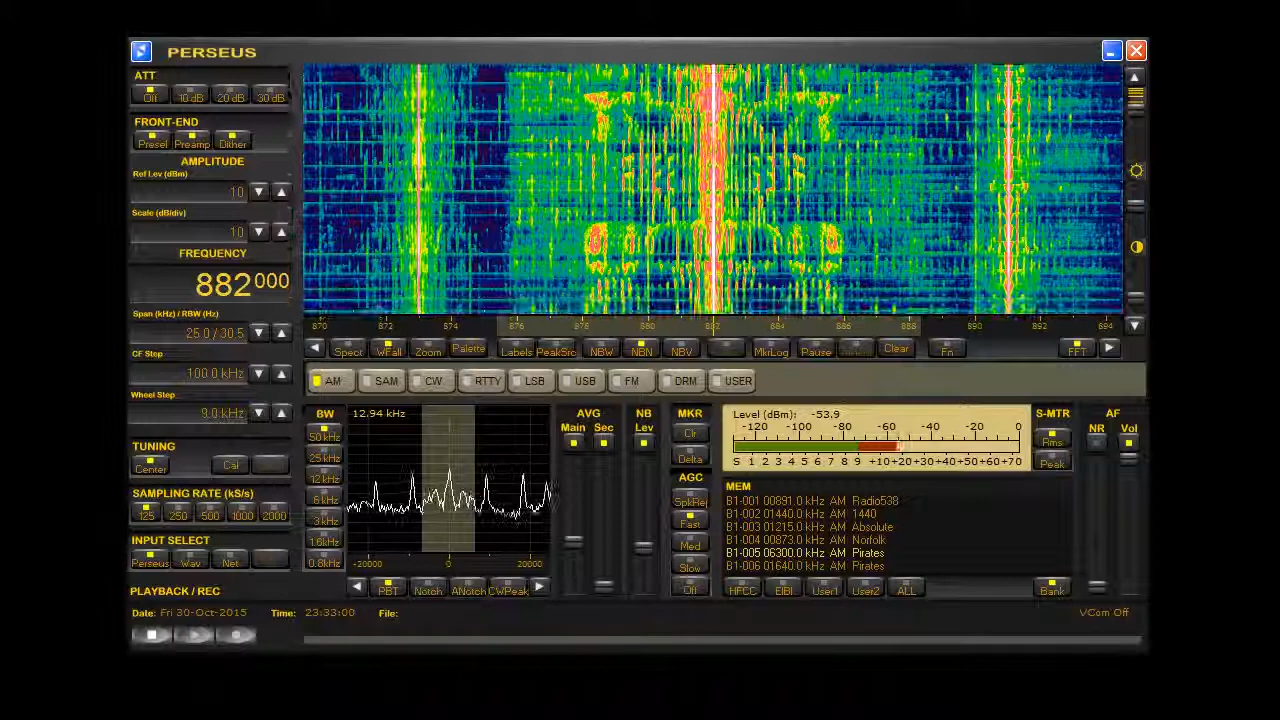 PERSEUS
ATT
Off 10 dB 20 dB 30 dB
FRONT-END
Presel Preamp Dither
AMPLITUDE
Ref Lev (dBm)
10
Scale (dB/div)
10
FREQUENCY
882000
Span (kHz) / RBW (Hz)
25.0 / 30.5
CF Step
100.0 kHz
Wheel Step
9.0 kHz
TUNING
Center Cal
SAMPLING RATE (kS/s)
125 250 500 1000 2000
INPUT SELECT
Perseus Wav Net
PLAYBACK / REC
Date: Fri 30-Oct-2015 Time: 23:33:00 File:
870 872 874 876 878 880 882 884 886 888 890 892 894
Spect WFall Zoom Palette Labels PeakSrc NBW NBN NBV MkrLog Pause Clear Fn FFT
AM SAM CW RTTY LSB USB FM DRM USER
BW
50 kHz
25 kHz
12 kHz
6 kHz
3 kHz
1.6kHz
0.8kHz
12.94 kHz
-20000 0 20000
PBT Notch ANotch CWPeak
AVG
Main Sec
NB
Lev
MKR
Clr
Delta
AGC
SpkRej
Fast
Med
Slow
Off
Level (dBm): -53.9
-120 -100 -80 -60 -40 -20 0
S 1 2 3 4 5 6 7 8 9 +10+20+30+40+50+60+70
S-MTR
Rms
Peak
AF
NR Vol
MEM
B1-001 00891.0 kHz AM Radio538
B1-002 01440.0 kHz AM 1440
B1-003 01215.0 kHz AM Absolute
B1-004 00873.0 kHz AM Norfolk
B1-005 06300.0 kHz AM Pirates
B1-006 01640.0 kHz AM Pirates
HFCC EIBI User1 User2 ALL Bank
VCom Off